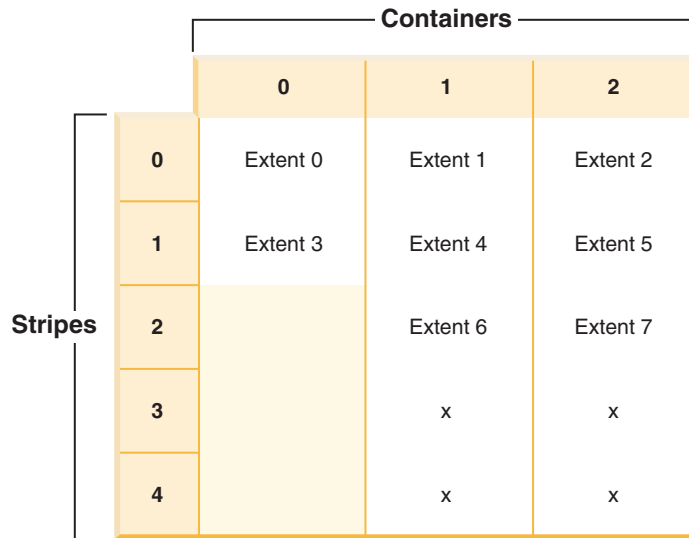 Containers
0 1 2
0 Extent 0 Extent 1 Extent 2
1 Extent 3 Extent 4 Extent 5
Stripes 2 Extent 6 Extent 7
3 x x
4 x x